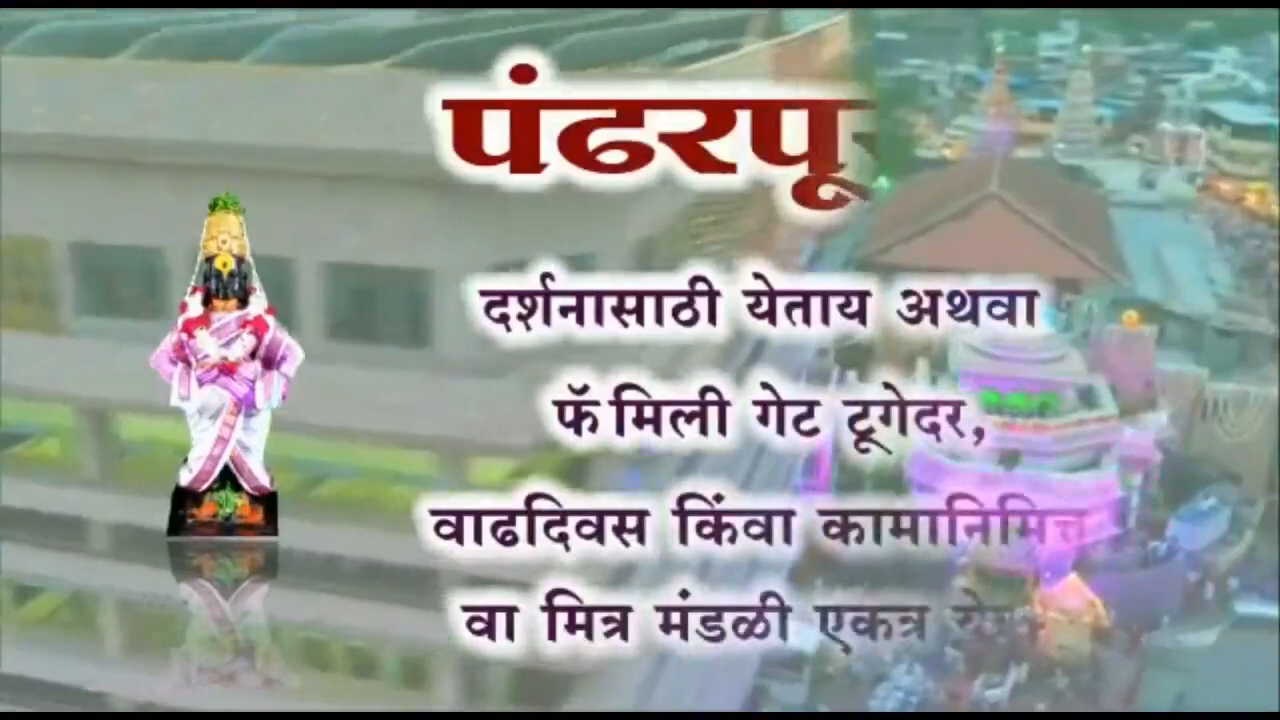 पंढरपूर
दर्शनासाठी येताय अथवा
फॅमिली गेट टूगेदर,
वाढदिवस किंवा कामानिमित्त
वा मित्र मंडळी एकत्र